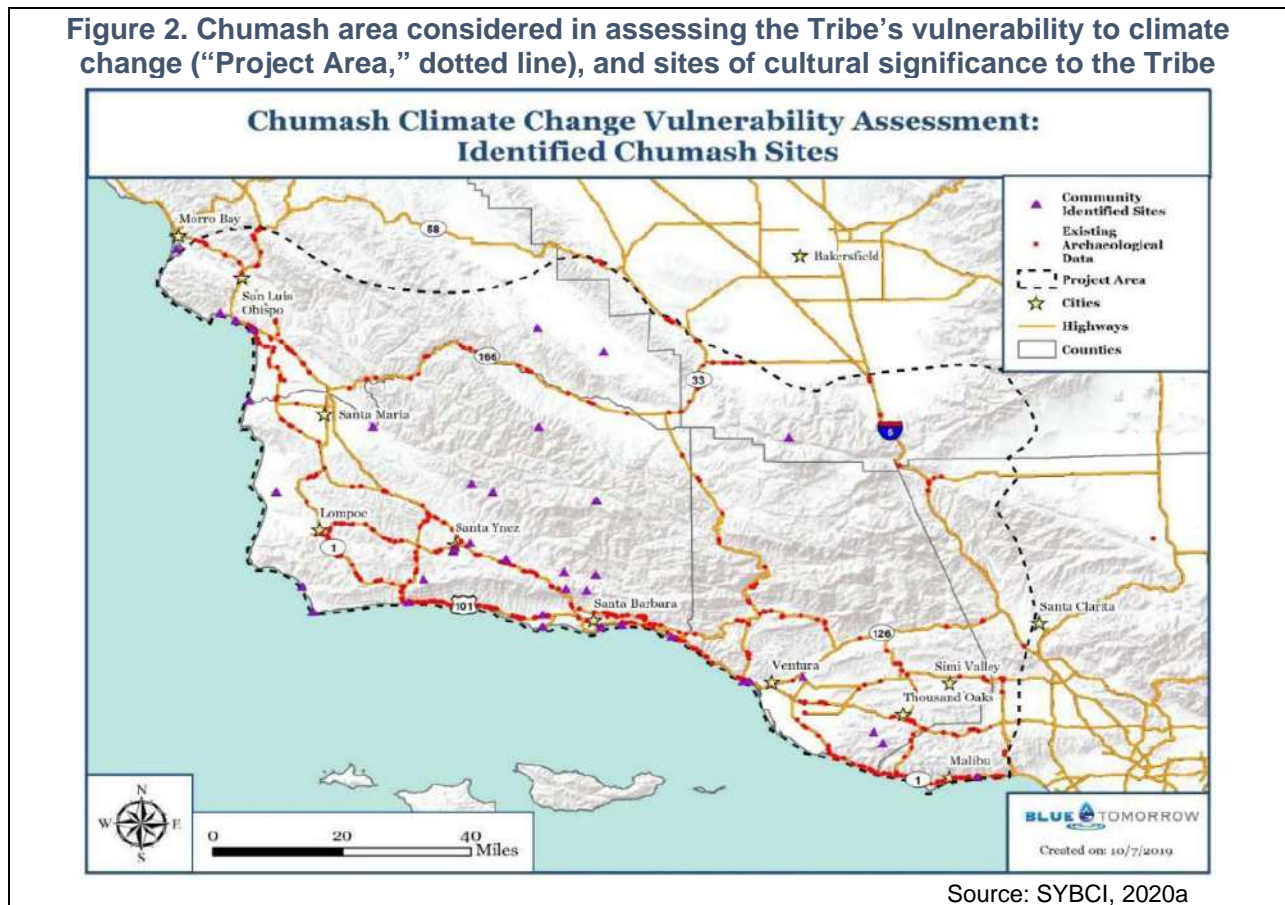 Figure 2. Chumash area considered in assessing the Tribe's vulnerability to climate
change ("Project Area," dotted line), and sites of cultural significance to the Tribe
Chumash Climate Change Vulnerability Assessment:
Identified Chumash Sites
Community
Identified Sites
Existing
Archaeological
Data
Project Area
Cities
Highways
Counties
Morro Bay
58
Bakersfield
San Luis
Obispo
166
33
Santa Maria
5
Lompoc
Santa Ynez
1
101
Santa Barbara
Santa Clarita
126
Ventura
Simi Valley
Thousand Oaks
Malibu
1
N
W E
S
0 20 40
Miles
BLUE TOMORROW
Created on: 10/7/2019
Source: SYBCI, 2020a